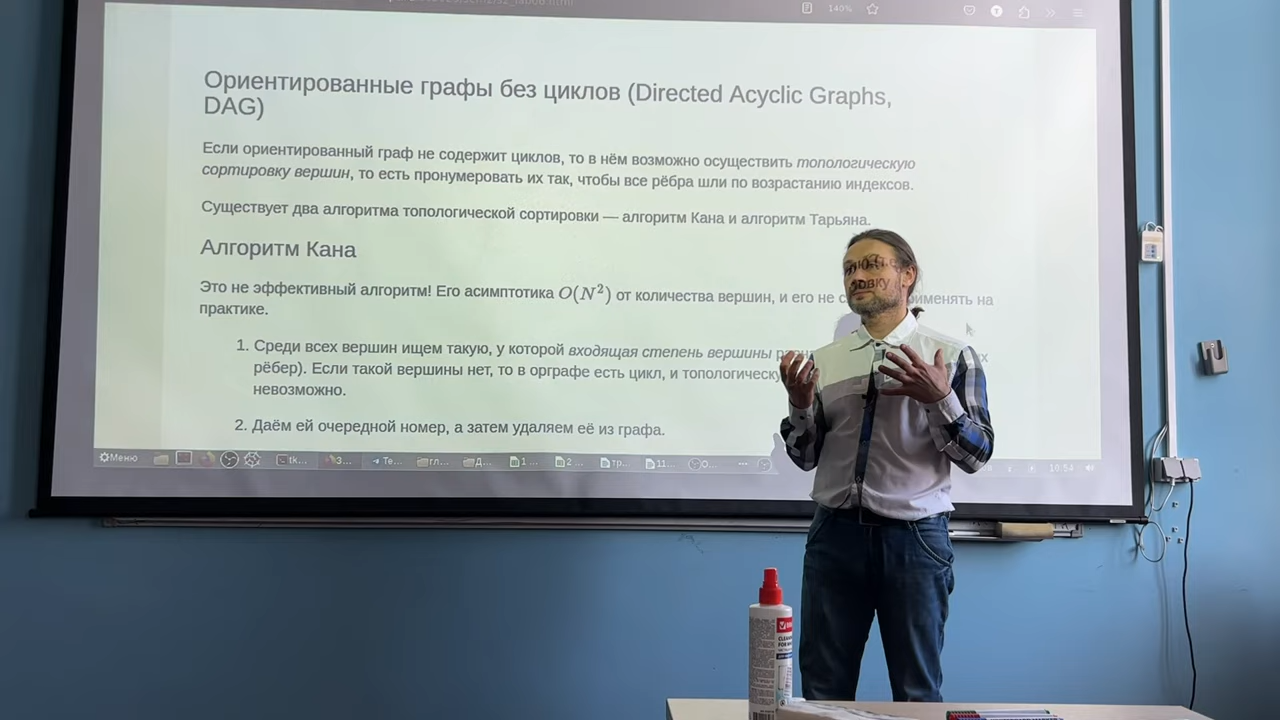 140%
Ориентированные графы без циклов (Directed Acyclic Graphs,
DAG)
Если ориентированный граф не содержит циклов, то в нём возможно осуществить топологическую
сортировку вершин, то есть пронумеровать их так, чтобы все рёбра шли по возрастанию индексов.
Существует два алгоритма топологической сортировки — алгоритм Кана и алгоритм Тарьяна.
Алгоритм Кана
Это не эффективный алгоритм! Его асимптотика O(N²) от количества вершин, и его не
практике.
1. Среди всех вершин ищем такую, у которой входящая степень вершины
рёбер). Если такой вершины нет, то в орграфе есть цикл, и
невозможно.
2. Даём ей очередной номер, а затем удаляем её из графа.
Меню
10:54